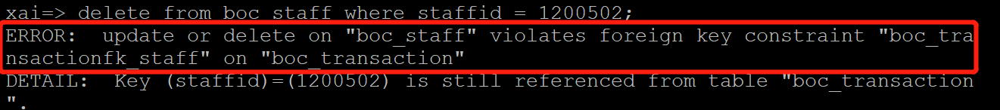 xai=> delete from boc_staff where staffid = 1200502;
ERROR:  update or delete on "boc_staff" violates foreign key constraint "boc_tra
nsactionfk_staff" on "boc_transaction"
DETAIL:  Key (staffid)=(1200502) is still referenced from table "boc_transaction
".